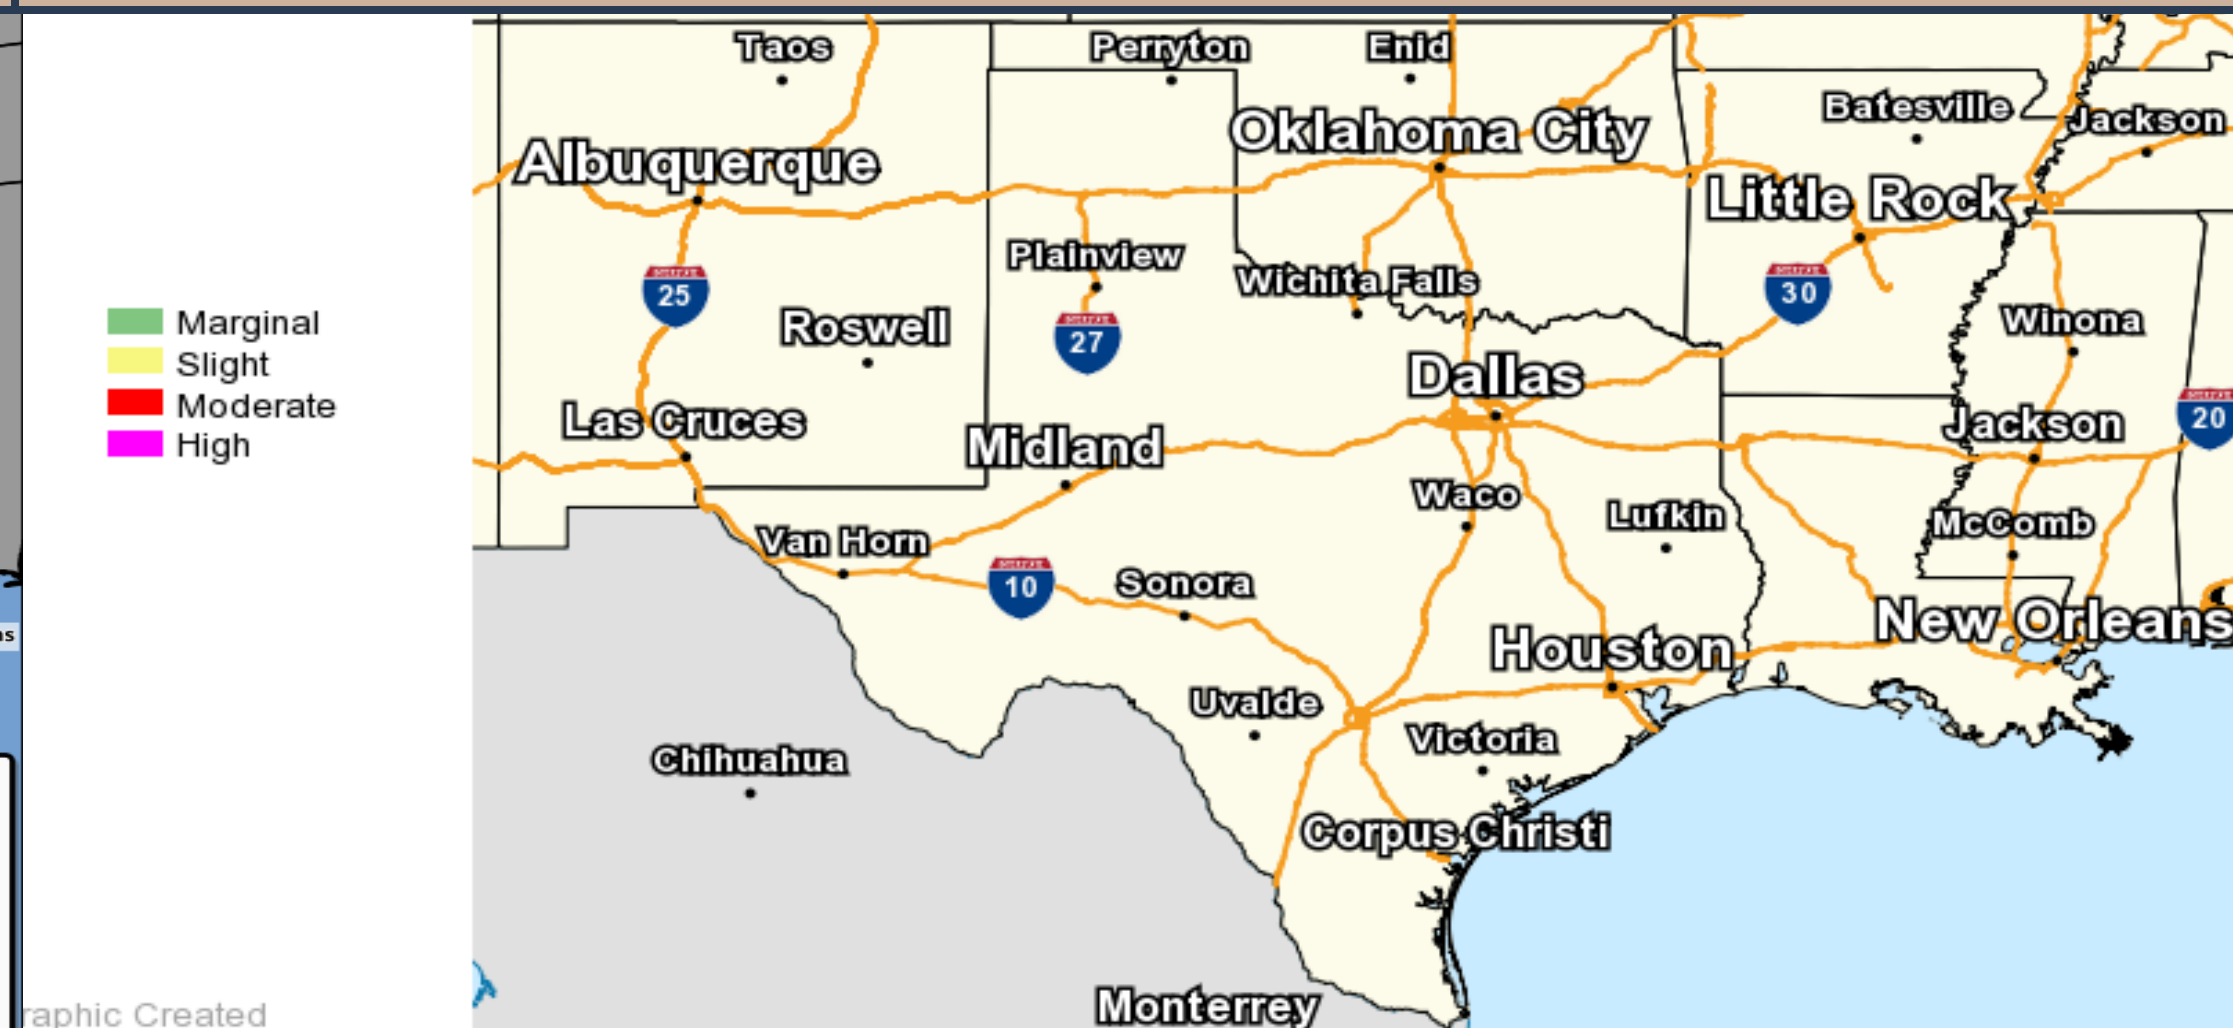 Taos
Perryton
Enid
Batesville
Jackson
Oklahoma City
Albuquerque
Little Rock
Plainview
Wichita Falls
25
30
Roswell
27
Winona
Marginal
Slight
Moderate
High
Dallas
Las Cruces
Midland
Jackson
20
Waco
Lufkin
McComb
Van Horn
10
Sonora
New Orleans
Houston
Uvalde
Victoria
Chihuahua
Corpus Christi
Monterrey
raphic Created